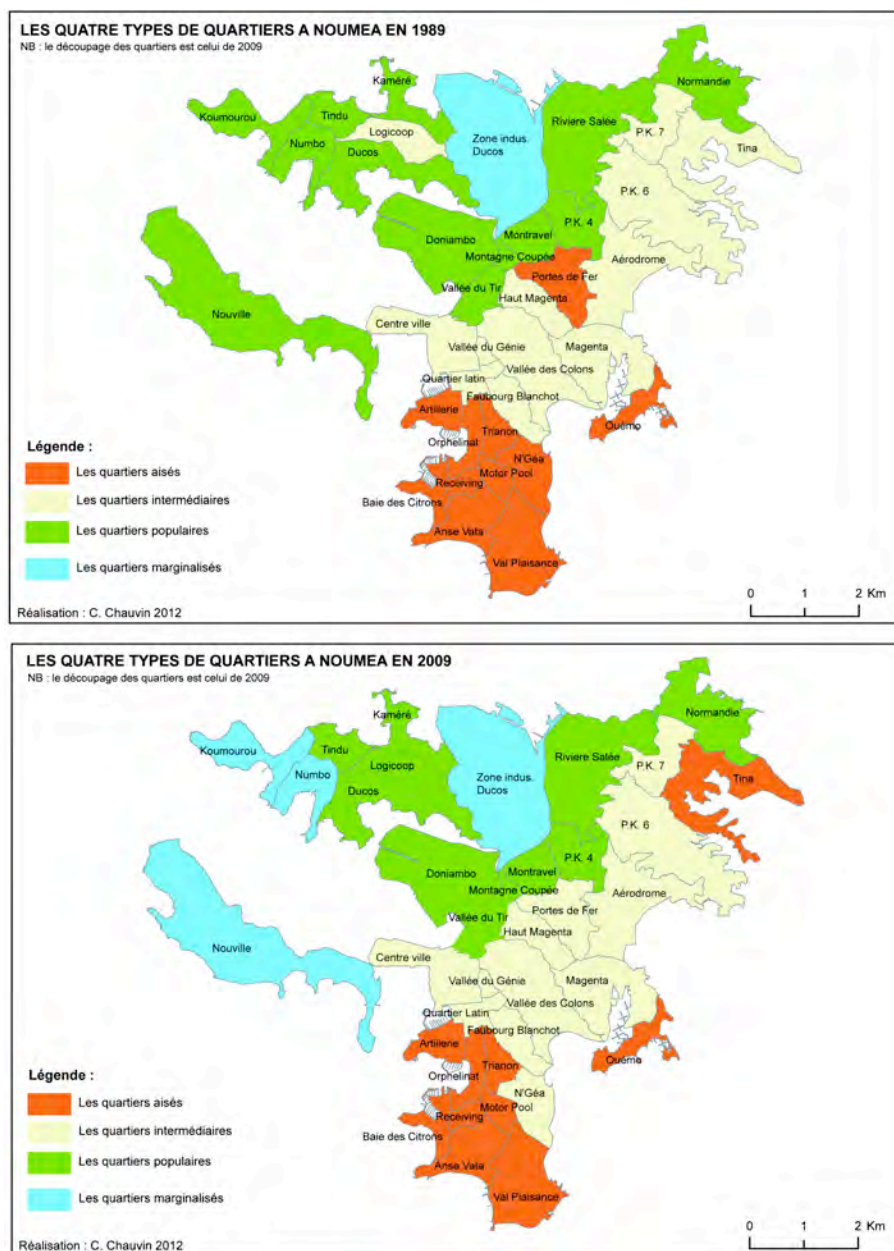 LES QUATRE TYPES DE QUARTIERS A NOUMEA EN 1989
NB : le découpage des quartiers est celui de 2009
Kaméré
Normandie
Koumourou
Tindu
Riviere Salée
Logicoop
P.K. 7
Numbo
Zone indus.
Ducos
Tina
Ducos
P.K. 6
Doniambo
Montravel
P.K. 4
Montagne Coupée
Aérodrome
Portes de Fer
Vallée du Tir
Haut Magenta
Nouville
Centre ville
Vallée du Génie
Magenta
Vallée des Colons
Quartier latin
Faubourg Blanchot
Artillerie
Trianon
Ouémo
Orphelinat
N'Géa
Motor Pool
Receiving
Baie des Citrons
Anse Vata
Val Plaisance
Légende :
Les quartiers aisés
Les quartiers intermédiaires
Les quartiers populaires
Les quartiers marginalisés
0 1 2 Km
Réalisation : C. Chauvin 2012
LES QUATRE TYPES DE QUARTIERS A NOUMEA EN 2009
NB : le découpage des quartiers est celui de 2009
Kaméré
Normandie
Koumourou
Tindu
Riviere Salée
Logicoop
P.K. 7
Numbo
Zone indus.
Ducos
Tina
Ducos
P.K. 6
Doniambo
Montravel
P.K. 4
Montagne Coupée
Aérodrome
Portes de Fer
Vallée du Tir
Haut Magenta
Nouville
Centre ville
Vallée du Génie
Magenta
Vallée des Colons
Quartier Latin
Faubourg Blanchot
Artillerie
Trianon
Ouémo
Orphelinat
N'Géa
Motor Pool
Receiving
Baie des Citrons
Anse Vata
Val Plaisance
Légende :
Les quartiers aisés
Les quartiers intermédiaires
Les quartiers populaires
Les quartiers marginalisés
0 1 2 Km
Réalisation : C. Chauvin 2012